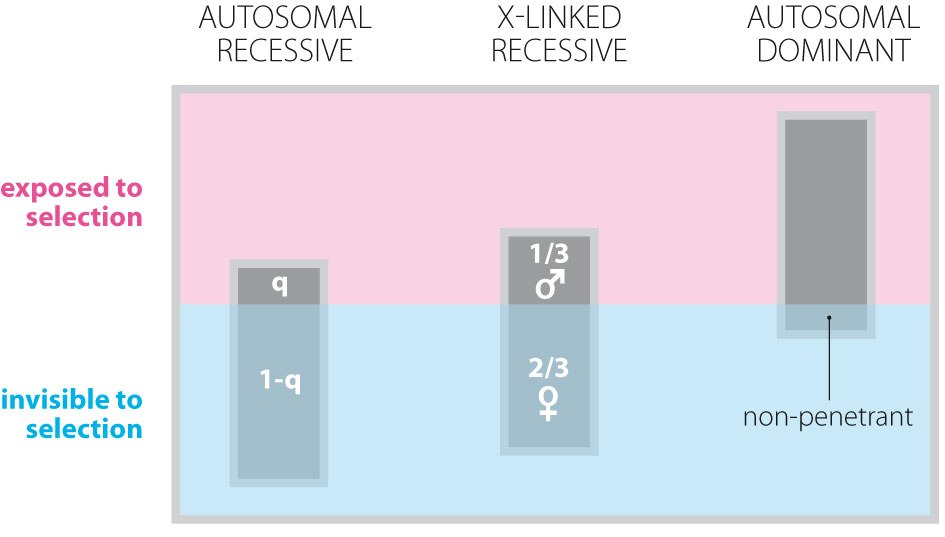 AUTOSOMAL
RECESSIVE
X-LINKED
RECESSIVE
AUTOSOMAL
DOMINANT
exposed to
selection
q
1/3
♂
1-q
2/3
♀
invisible to
selection
non-penetrant